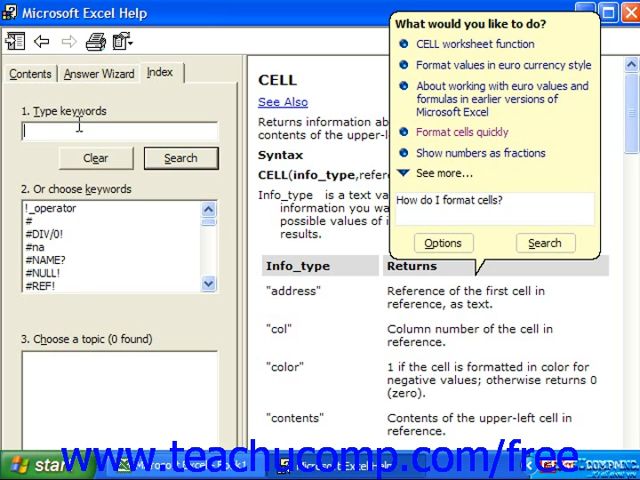 Microsoft Excel Help
Contents
Answer Wizard
Index
1. Type keywords
Clear
Search
2. Or choose keywords
!_operator
#
#DIV/0!
#na
#NAME?
#NULL!
#REF!
3. Choose a topic (0 found)
CELL
See Also
Returns information ab
contents of the upper-l
Syntax
CELL(info_type,refere
Info_type is a text va
information you wa
possible values of i
results.
Info_type Returns
"address" Reference of the first cell in
reference, as text.
"col" Column number of the cell in
reference.
"color" 1 if the cell is formatted in color for
negative values; otherwise returns 0
(zero).
"contents" Contents of the upper-left cell in
reference.
What would you like to do?
CELL worksheet function
Format values in euro currency style
About working with euro values and
formulas in earlier versions of
Microsoft Excel
Format cells quickly
Show numbers as fractions
See more...
How do I format cells?
Options
Search
start
Microsoft Excel - Book1
Microsoft Excel Help
www.teachucomp.com/free